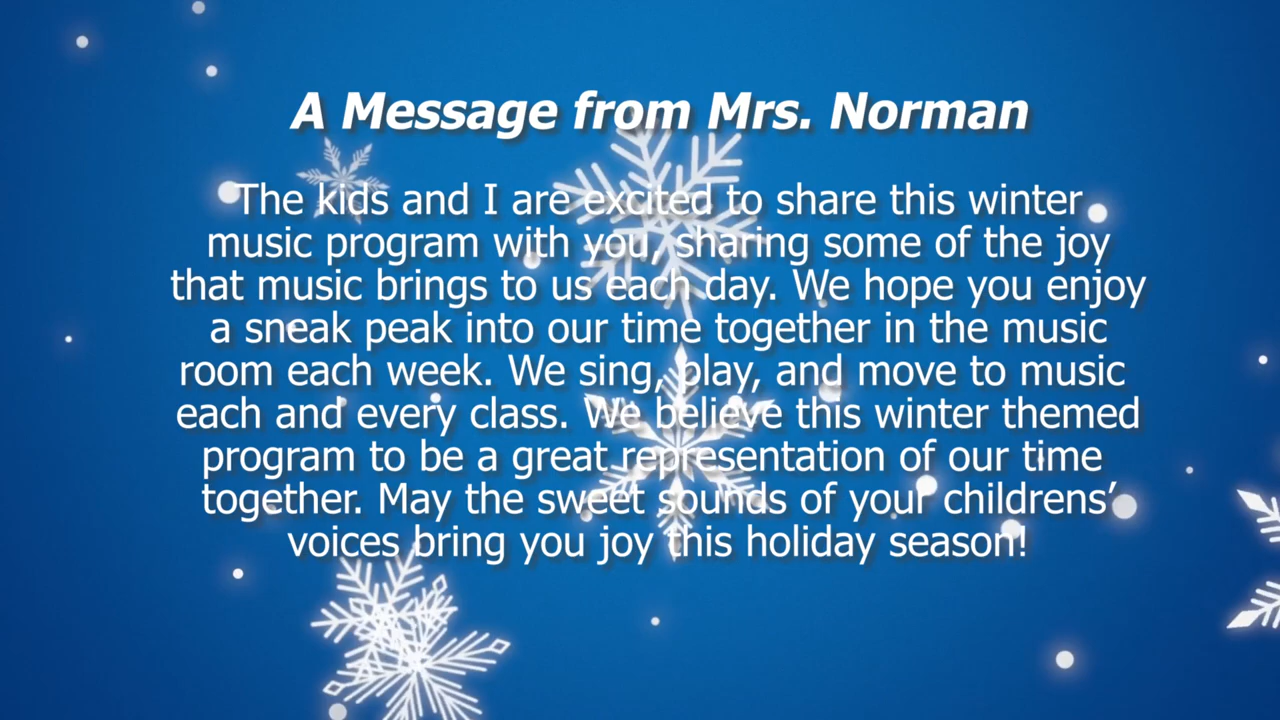 A Message from Mrs. Norman
The kids and I are excited to share this winter
music program with you, sharing some of the joy
that music brings to us each day. We hope you enjoy
a sneak peak into our time together in the music
room each week. We sing, play, and move to music
each and every class. We believe this winter themed
program to be a great representation of our time
together. May the sweet sounds of your childrens’
voices bring you joy this holiday season!